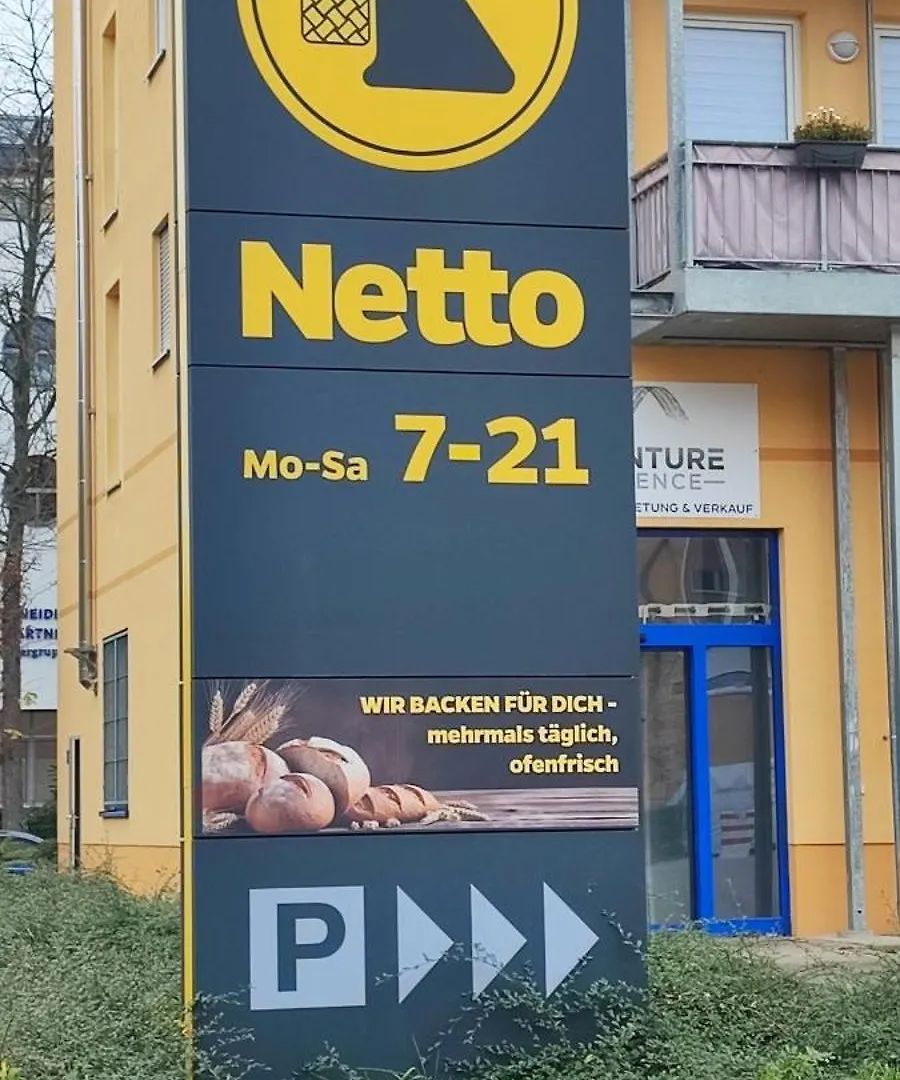 Netto
Mo-Sa 7-21
WIR BACKEN FÜR DICH -
mehrmals täglich,
ofenfrisch
P
NTURE
ENCE
ETUNG & VERKAUF